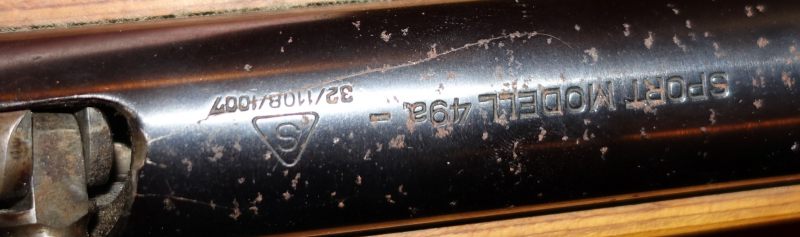 SPORT MODELL 49a. -
S
32/1108/1007